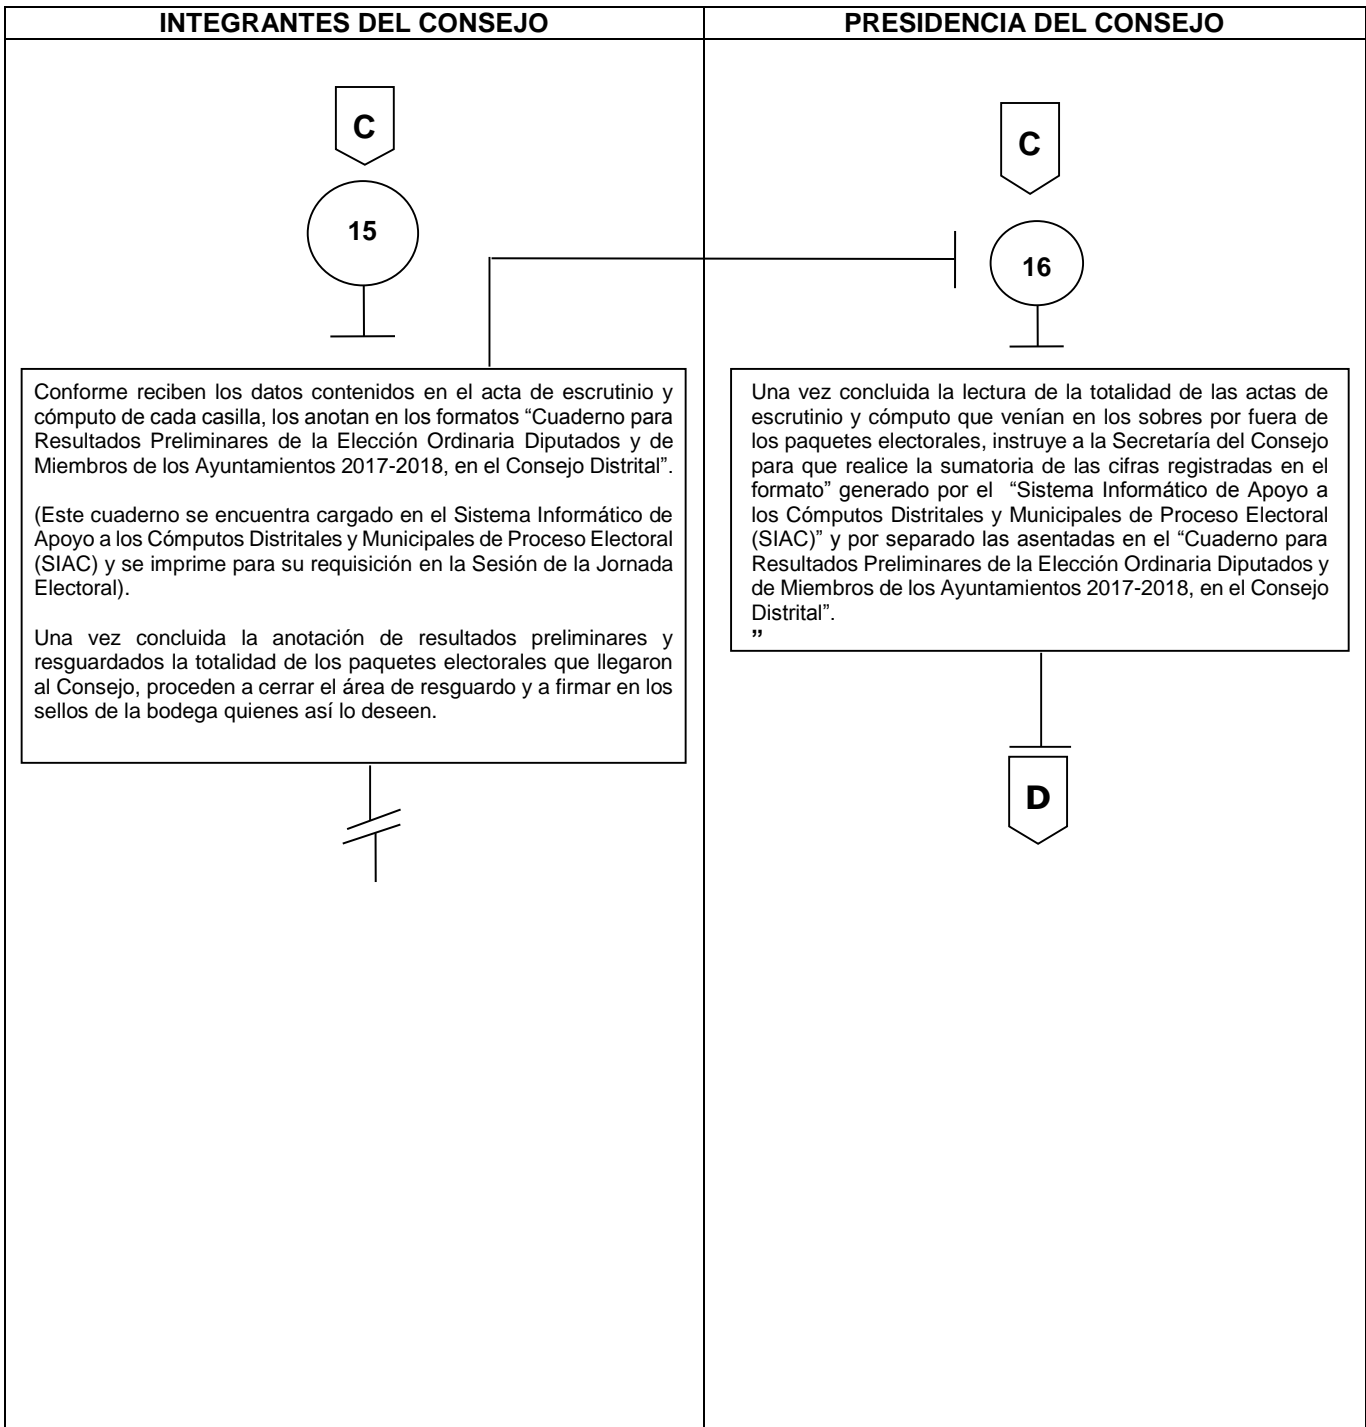 INTEGRANTES DEL CONSEJO
PRESIDENCIA DEL CONSEJO
C
15
Conforme reciben los datos contenidos en el acta de escrutinio y
cómputo de cada casilla, los anotan en los formatos “Cuaderno para
Resultados Preliminares de la Elección Ordinaria Diputados y de
Miembros de los Ayuntamientos 2017-2018, en el Consejo Distrital”.
(Este cuaderno se encuentra cargado en el Sistema Informático de
Apoyo a los Cómputos Distritales y Municipales de Proceso Electoral
(SIAC) y se imprime para su requisición en la Sesión de la Jornada
Electoral).
Una vez concluida la anotación de resultados preliminares y
resguardados la totalidad de los paquetes electorales que llegaron
al Consejo, proceden a cerrar el área de resguardo y a firmar en los
sellos de la bodega quienes así lo deseen.
C
16
Una vez concluida la lectura de la totalidad de las actas de
escrutinio y cómputo que venían en los sobres por fuera de
los paquetes electorales, instruye a la Secretaría del Consejo
para que realice la sumatoria de las cifras registradas en el
formato” generado por el “Sistema Informático de Apoyo a
los Cómputos Distritales y Municipales de Proceso Electoral
(SIAC)” y por separado las asentadas en el “Cuaderno para
Resultados Preliminares de la Elección Ordinaria Diputados y
de Miembros de los Ayuntamientos 2017-2018, en el Consejo
Distrital”.
”
D